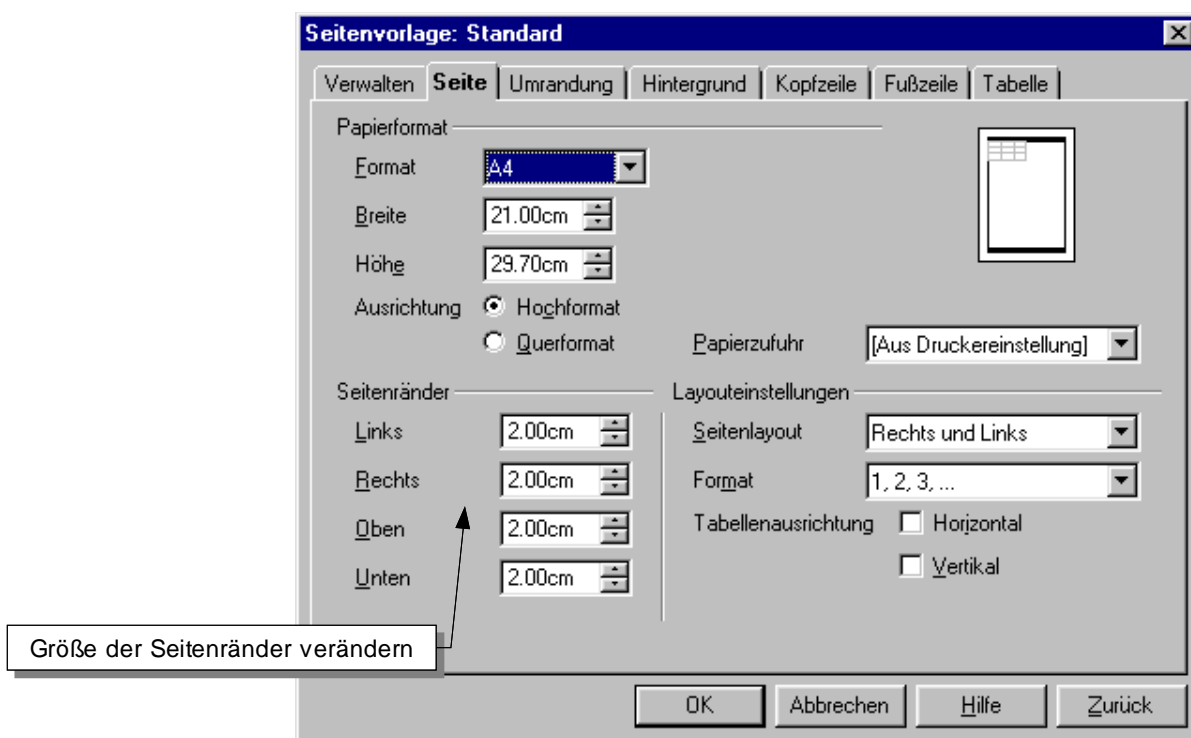 Seitenvorlage: Standard
Verwalten Seite Umrandung Hintergrund Kopfzeile Fußzeile Tabelle
Papierformat
Format A4
Breite 21.00cm
Höhe 29.70cm
Ausrichtung Hochformat
Querformat Papierzufuhr [Aus Druckereinstellung]
Seitenränder Layouteinstellungen
Links 2.00cm Seitenlayout Rechts und Links
Rechts 2.00cm Format 1, 2, 3, ...
Oben 2.00cm Tabellenausrichtung Horizontal
Unten 2.00cm Vertikal
Größe der Seitenränder verändern
OK Abbrechen Hilfe Zurück